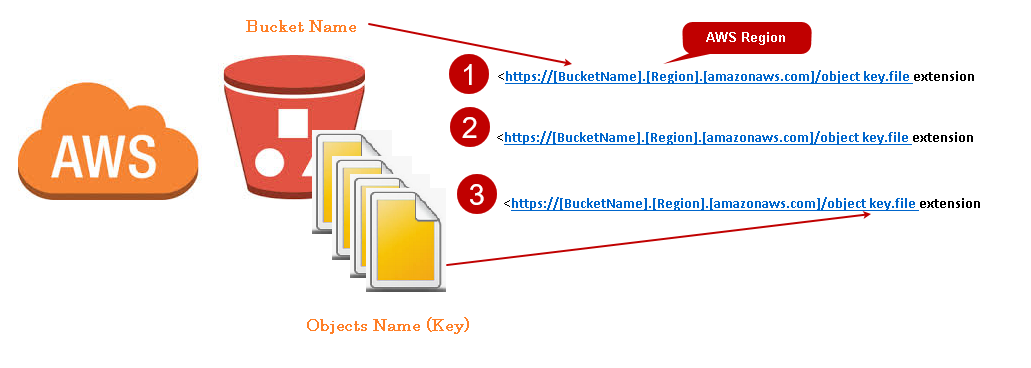 Bucket Name
AWS Region
1 <https://[BucketName].[Region].[amazonaws.com]/object key.file extension
AWS
2 <https://[BucketName].[Region].[amazonaws.com]/object key.file extension
3 <https://[BucketName].[Region].[amazonaws.com]/object key.file extension
Objects Name (Key)